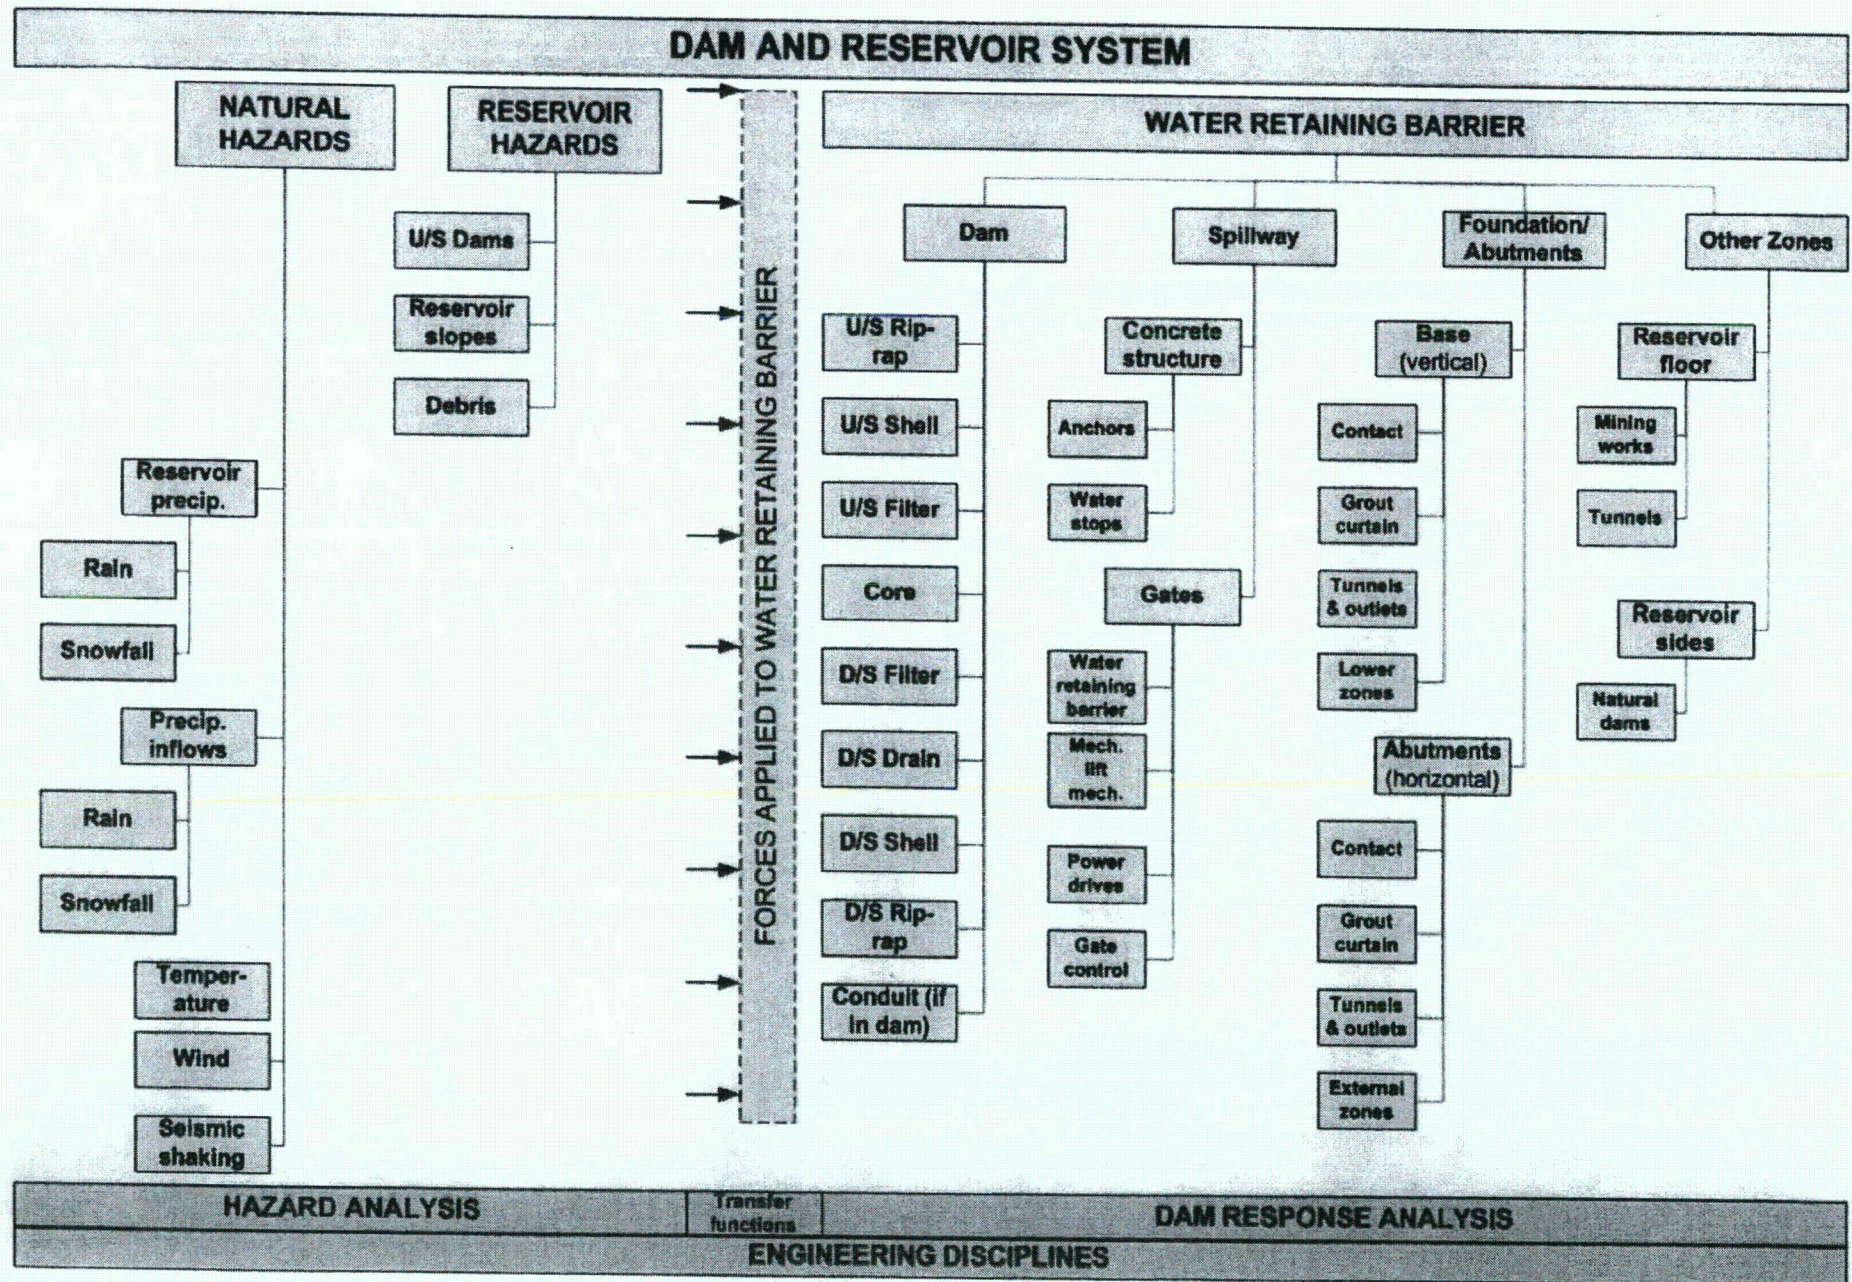 DAM AND RESERVOIR SYSTEM
NATURAL
HAZARDS
RESERVOIR
HAZARDS
U/S Dams
Reservoir
slopes
Debris
Reservoir
precip.
Rain
Snowfall
Precip.
inflows
Rain
Snowfall
Temper-
ature
Wind
Seismic
shaking
FORCES APPLIED TO WATER RETAINING BARRIER
WATER RETAINING BARRIER
Dam
U/S Rip-
rap
U/S Shell
U/S Filter
Core
D/S Filter
D/S Drain
D/S Shell
D/S Rip-
rap
Conduit (if
in dam)
Spillway
Concrete
structure
Anchors
Water
stops
Gates
Water
retaining
barrier
Mech.
lift
mech.
Power
drives
Gate
control
Foundation/
Abutments
Base
(vertical)
Contact
Grout
curtain
Tunnels
& outlets
Lower
zones
Abutments
(horizontal)
Contact
Grout
curtain
Tunnels
& outlets
External
zones
Other Zones
Reservoir
floor
Mining
works
Tunnels
Reservoir
sides
Natural
dams
HAZARD ANALYSIS
Transfer
functions
DAM RESPONSE ANALYSIS
ENGINEERING DISCIPLINES